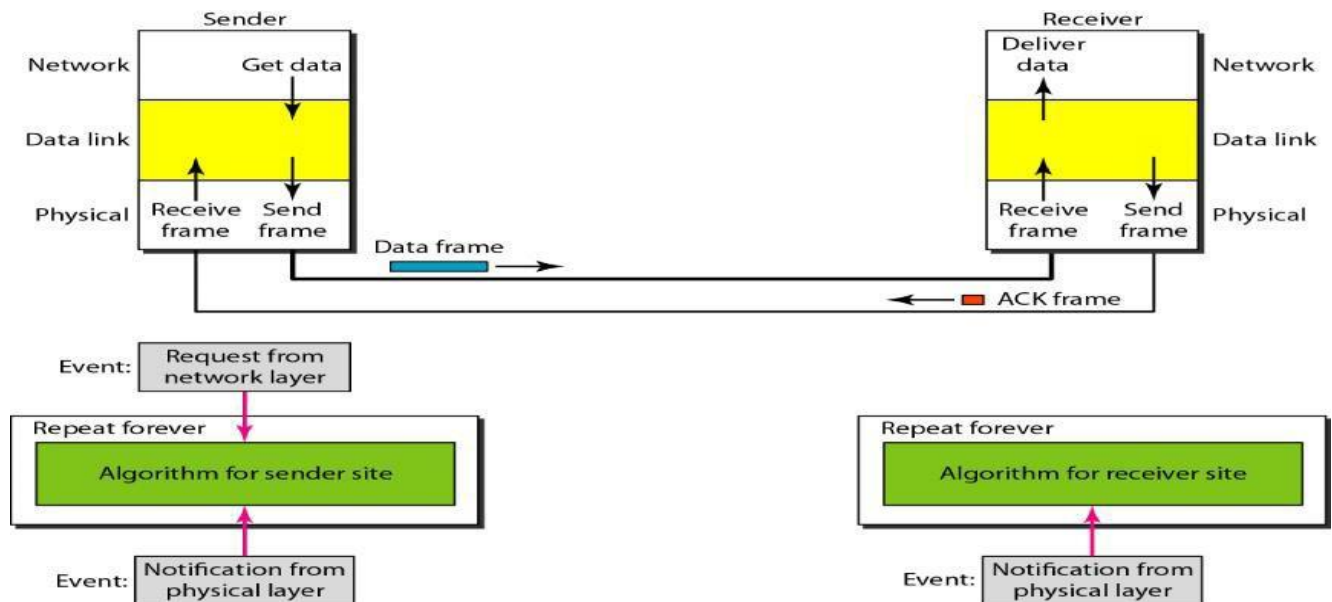 Sender
Receiver
Network
Get data
Deliver
data
Network
Data link
Data link
Physical
Receive
frame
Send
frame
Receive
frame
Send
frame
Physical
Data frame
ACK frame
Event:
Request from
network layer
Repeat forever
Algorithm for sender site
Repeat forever
Algorithm for receiver site
Event:
Notification from
physical layer
Event:
Notification from
physical layer